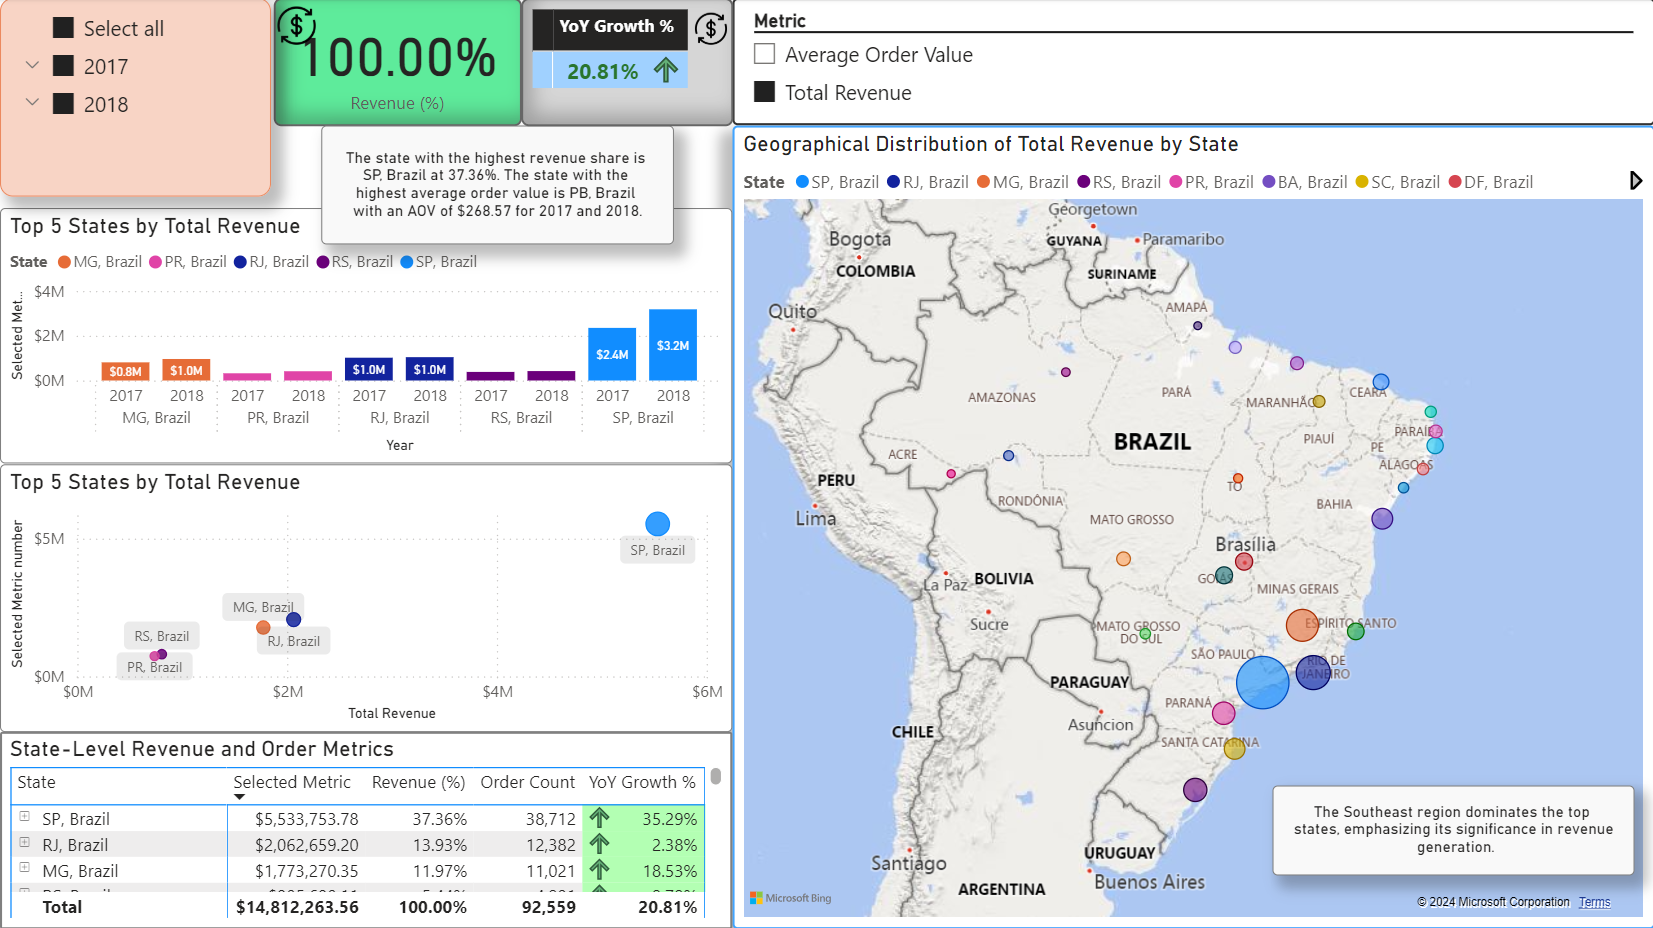 Select all
2017
2018
100.00%
Revenue (%)
YoY Growth %
20.81%
Metric
Average Order Value
Total Revenue
The state with the highest revenue share is
SP, Brazil at 37.36%. The state with the
highest average order value is PB, Brazil
with an AOV of $268.57 for 2017 and 2018.
Top 5 States by Total Revenue
State MG, Brazil PR, Brazil RJ, Brazil RS, Brazil SP, Brazil
Selected Met...
$4M
$2M
$0M
$0.8M $1.0M $1.0M $1.0M $2.4M $3.2M
2017 2018 2017 2018 2017 2018 2017 2018 2017 2018
MG, Brazil PR, Brazil RJ, Brazil RS, Brazil SP, Brazil
Year
Top 5 States by Total Revenue
Selected Metric number
$5M
$0M
SP, Brazil
MG, Brazil
RJ, Brazil
RS, Brazil
PR, Brazil
$0M $2M $4M $6M
Total Revenue
State-Level Revenue and Order Metrics
State Selected Metric Revenue (%) Order Count YoY Growth %
SP, Brazil $5,533,753.78 37.36% 38,712 35.29%
RJ, Brazil $2,062,659.20 13.93% 12,382 2.38%
MG, Brazil $1,773,270.35 11.97% 11,021 18.53%
Total $14,812,263.56 100.00% 92,559 20.81%
Geographical Distribution of Total Revenue by State
State SP, Brazil RJ, Brazil MG, Brazil RS, Brazil PR, Brazil BA, Brazil SC, Brazil DF, Brazil
Georgetown
Bogota
GUYANA
Paramaribo
COLOMBIA
SURINAME
Quito
AMAPÁ
AMAZONAS
PARÁ
MARANHÃO
CEARÁ
PARAÍBA
PIAUÍ
PE
ACRE
ALAGOAS
BRAZIL
PERU
TO
RONDÔNIA
BAHIA
Lima
MATO GROSSO
Brasília
La Paz
BOLIVIA
GOIÁS
MINAS GERAIS
Sucre
MATO GROSSO
DO SUL
ESPÍRITO SANTO
SÃO PAULO
RIO DE
JANEIRO
PARAGUAY
PARANÁ
Asuncion
CHILE
SANTA CATARINA
The Southeast region dominates the top
states, emphasizing its significance in revenue
generation.
URUGUAY
Santiago
Buenos Aires
ARGENTINA
Microsoft Bing
© 2024 Microsoft Corporation Terms